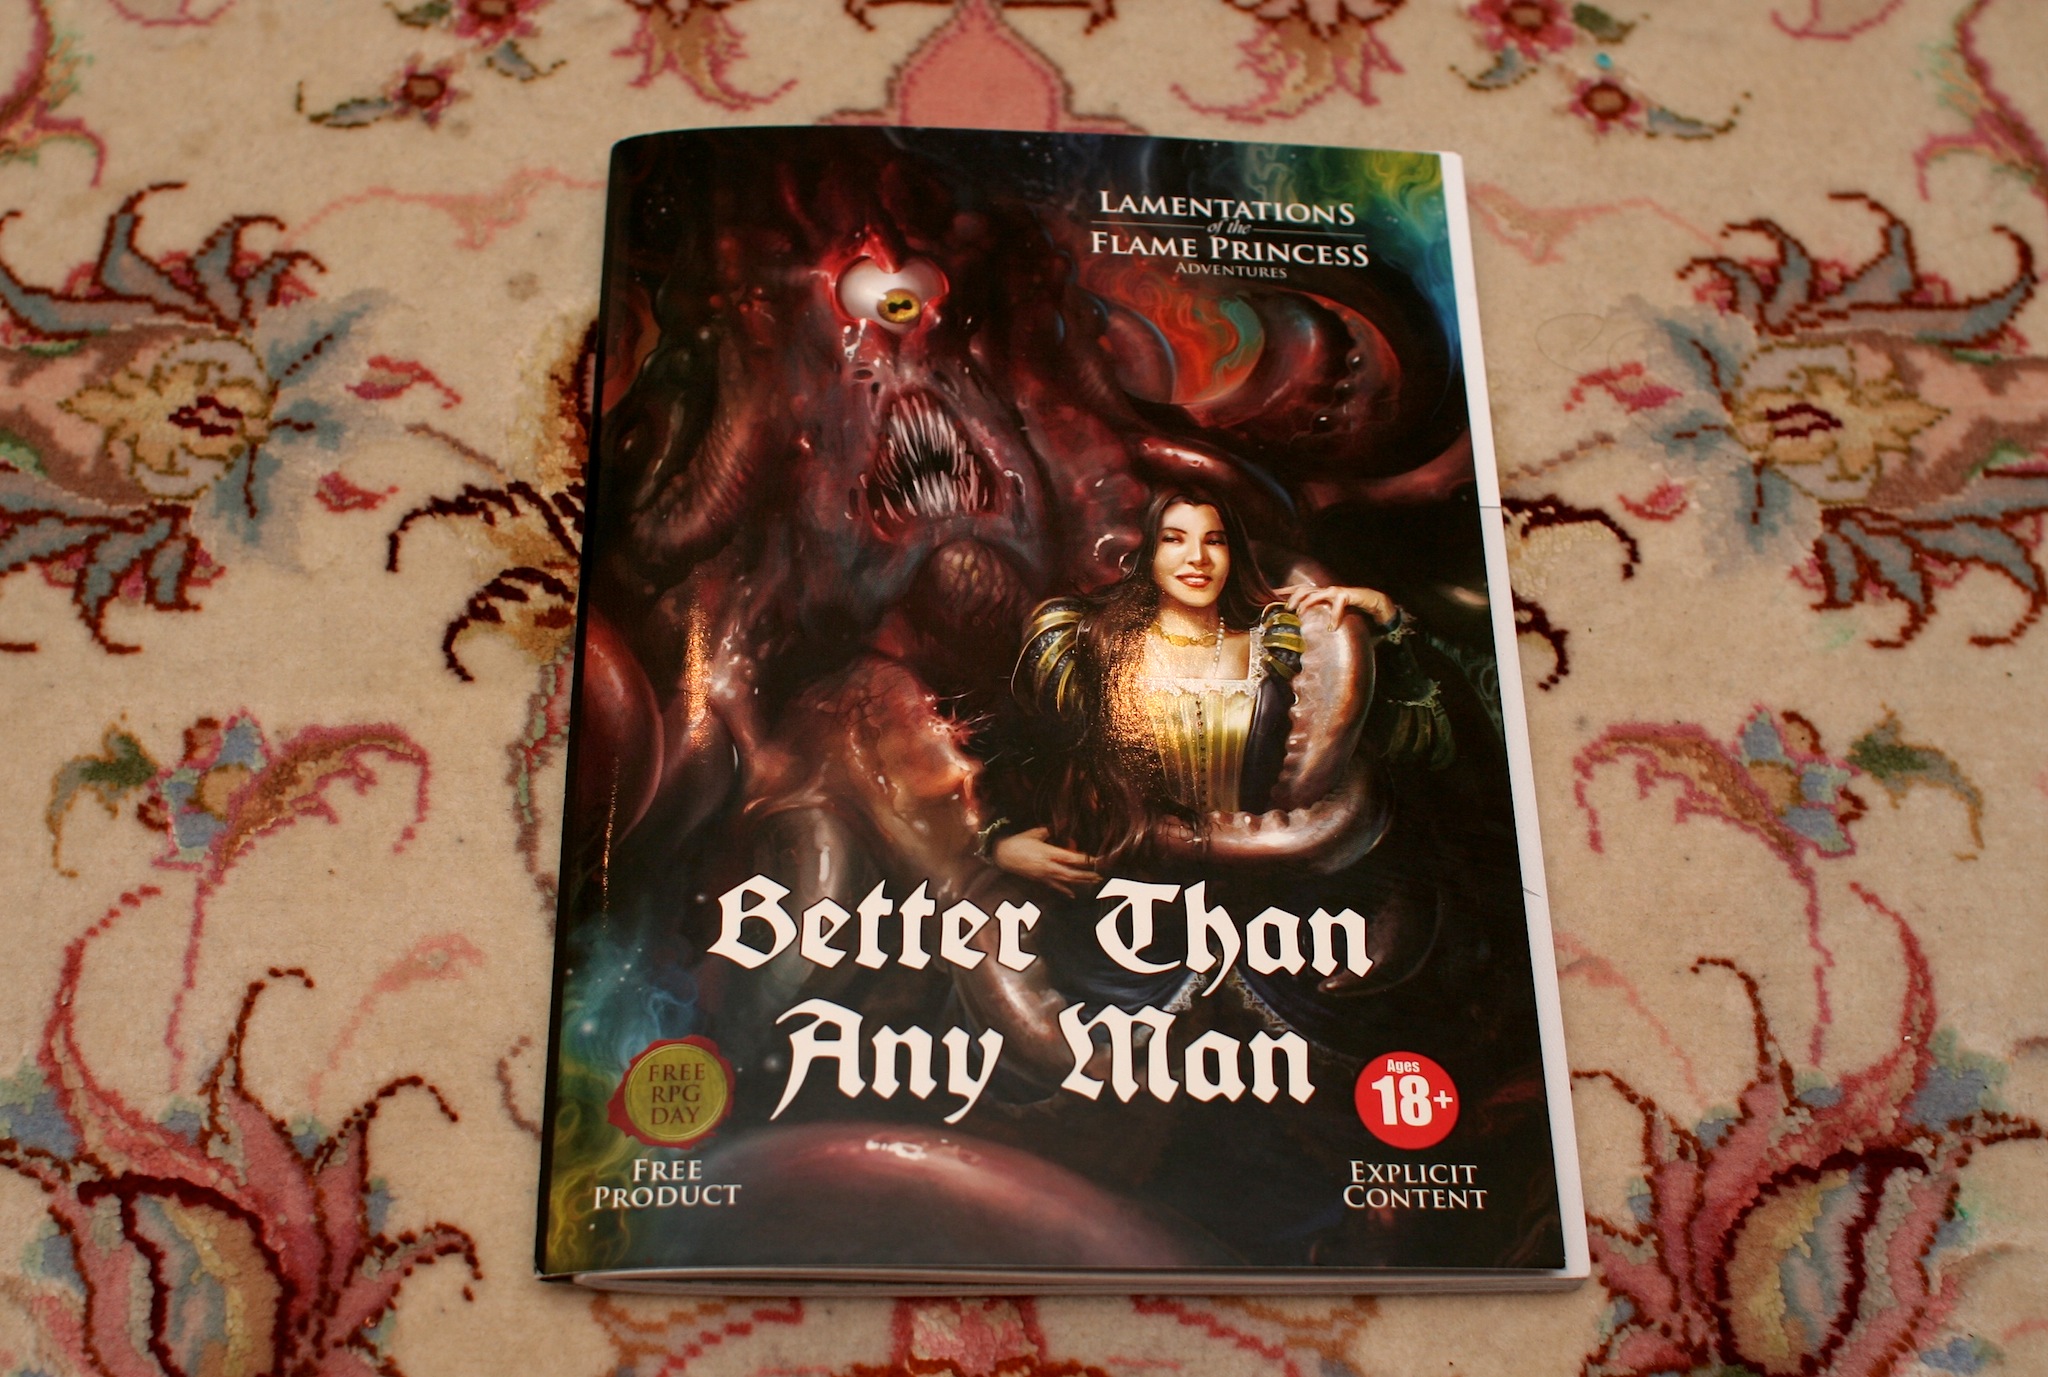 LAMENTATIONS
of the
FLAME PRINCESS
ADVENTURES
Better Than
Any Man
FREE
RPG
DAY
FREE
PRODUCT
Ages
18+
EXPLICIT
CONTENT